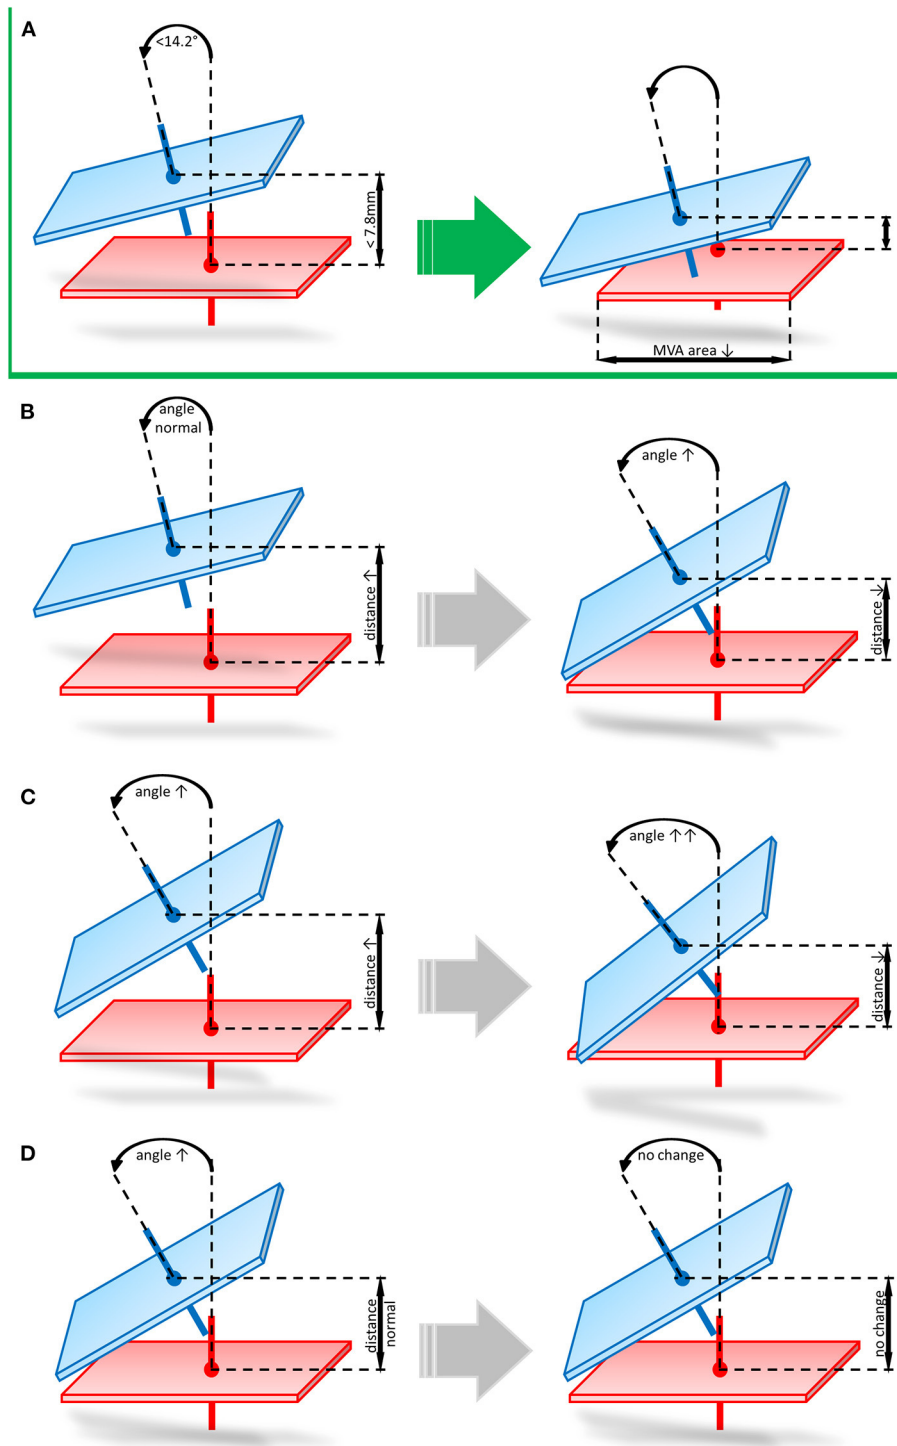 A
<14.2°
<7.8mm
MVA area ↓
B
angle
normal
distance ↑
angle ↑
distance ↓
C
angle ↑
distance ↑
angle ↑↑
distance ↓
D
angle ↑
distance
normal
no change
no change